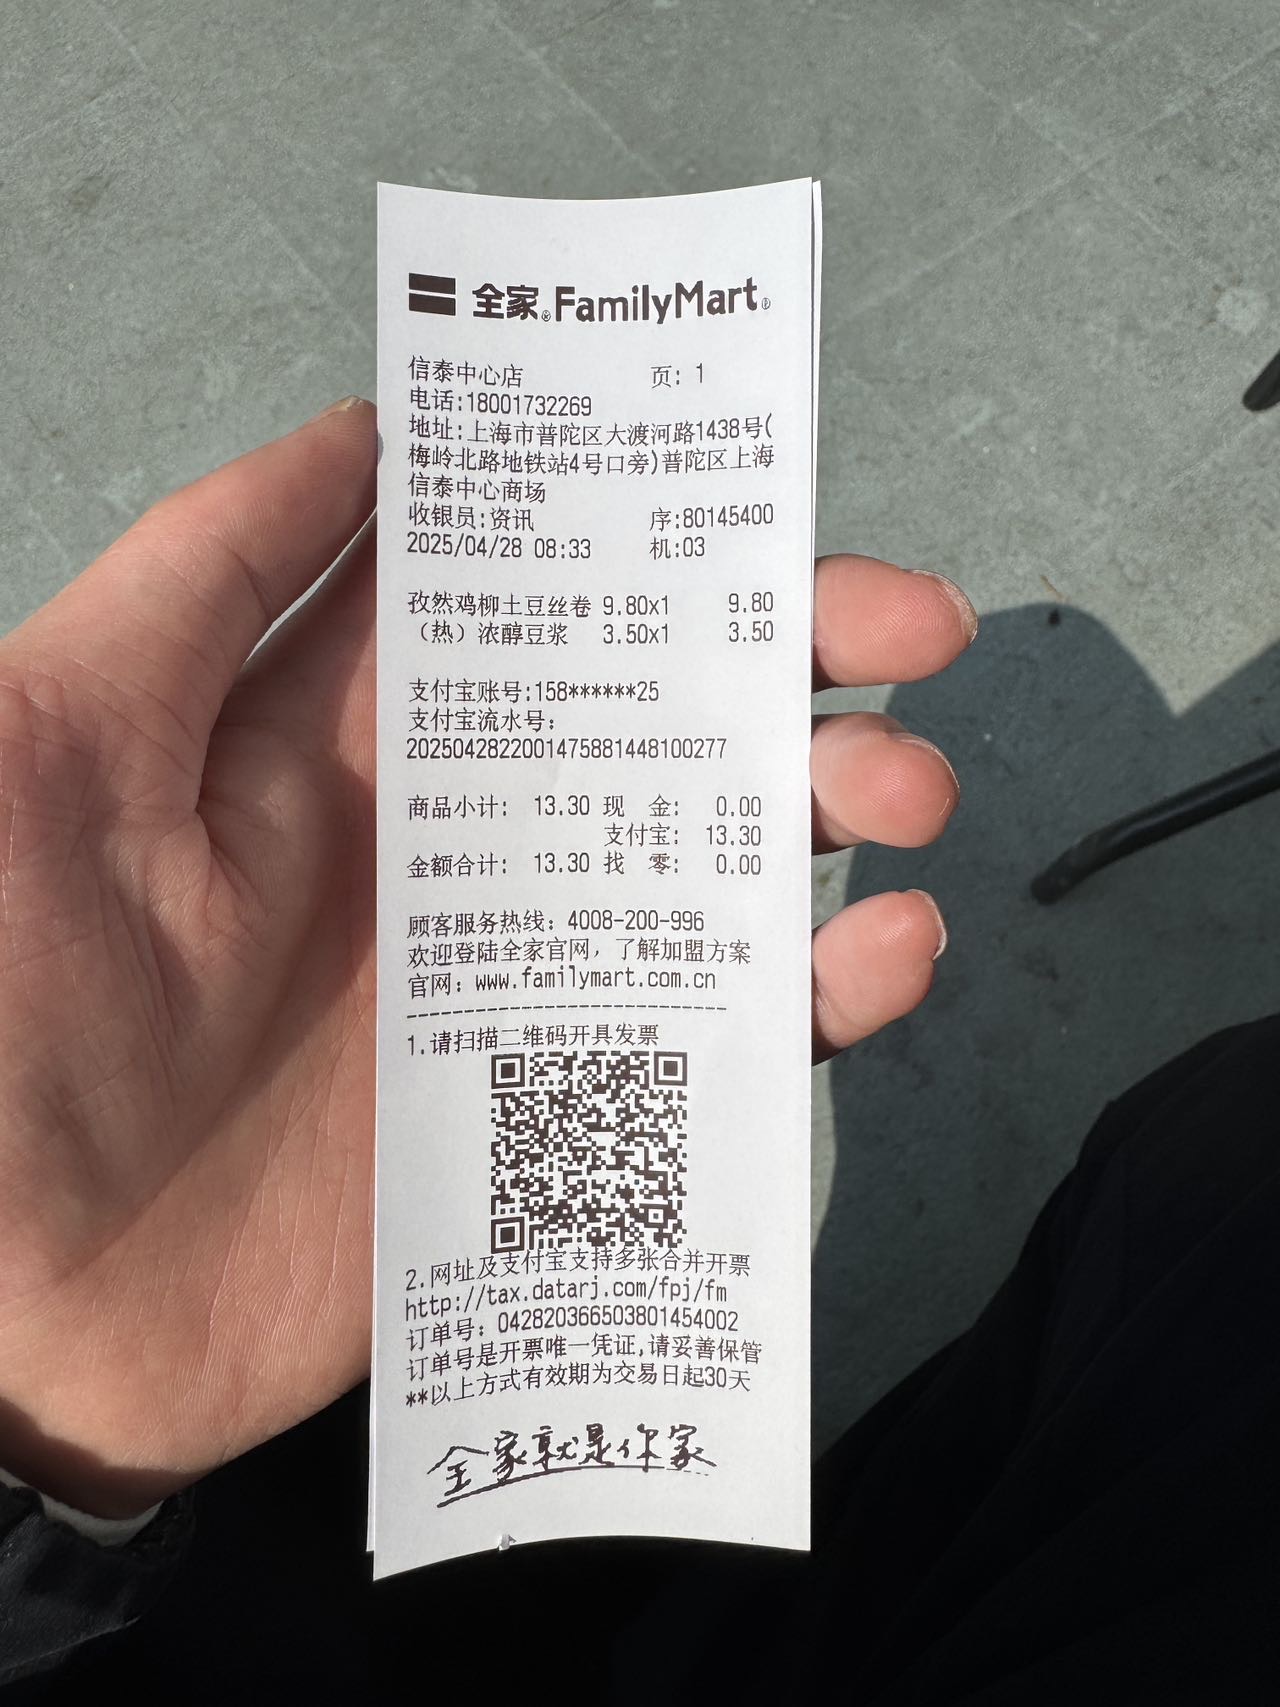 全家 FamilyMart
信泰中心店 页: 1
电话:18001732269
地址:上海市普陀区大渡河路1438号(
梅岭北路地铁站4号口旁)普陀区上海
信泰中心商场
收银员:资讯 序:80145400
2025/04/28 08:33 机:03
孜然鸡柳土豆丝卷 9.80x1 9.80
（热）浓醇豆浆 3.50x1 3.50
支付宝账号:158******25
支付宝流水号:
2025042822001475881448100277
商品小计: 13.30 现 金: 0.00
支付宝: 13.30
金额合计: 13.30 找 零: 0.00
顾客服务热线: 4008-200-996
欢迎登陆全家官网，了解加盟方案
官网: www.familymart.com.cn
----------------------------
1.请扫描二维码开具发票
2.网址及支付宝支持多张合并开票
http://tax.datarj.com/fpj/fm
订单号: 042820366503801454002
订单号是开票唯一凭证,请妥善保管
**以上方式有效期为交易日起30天
全家就是你家